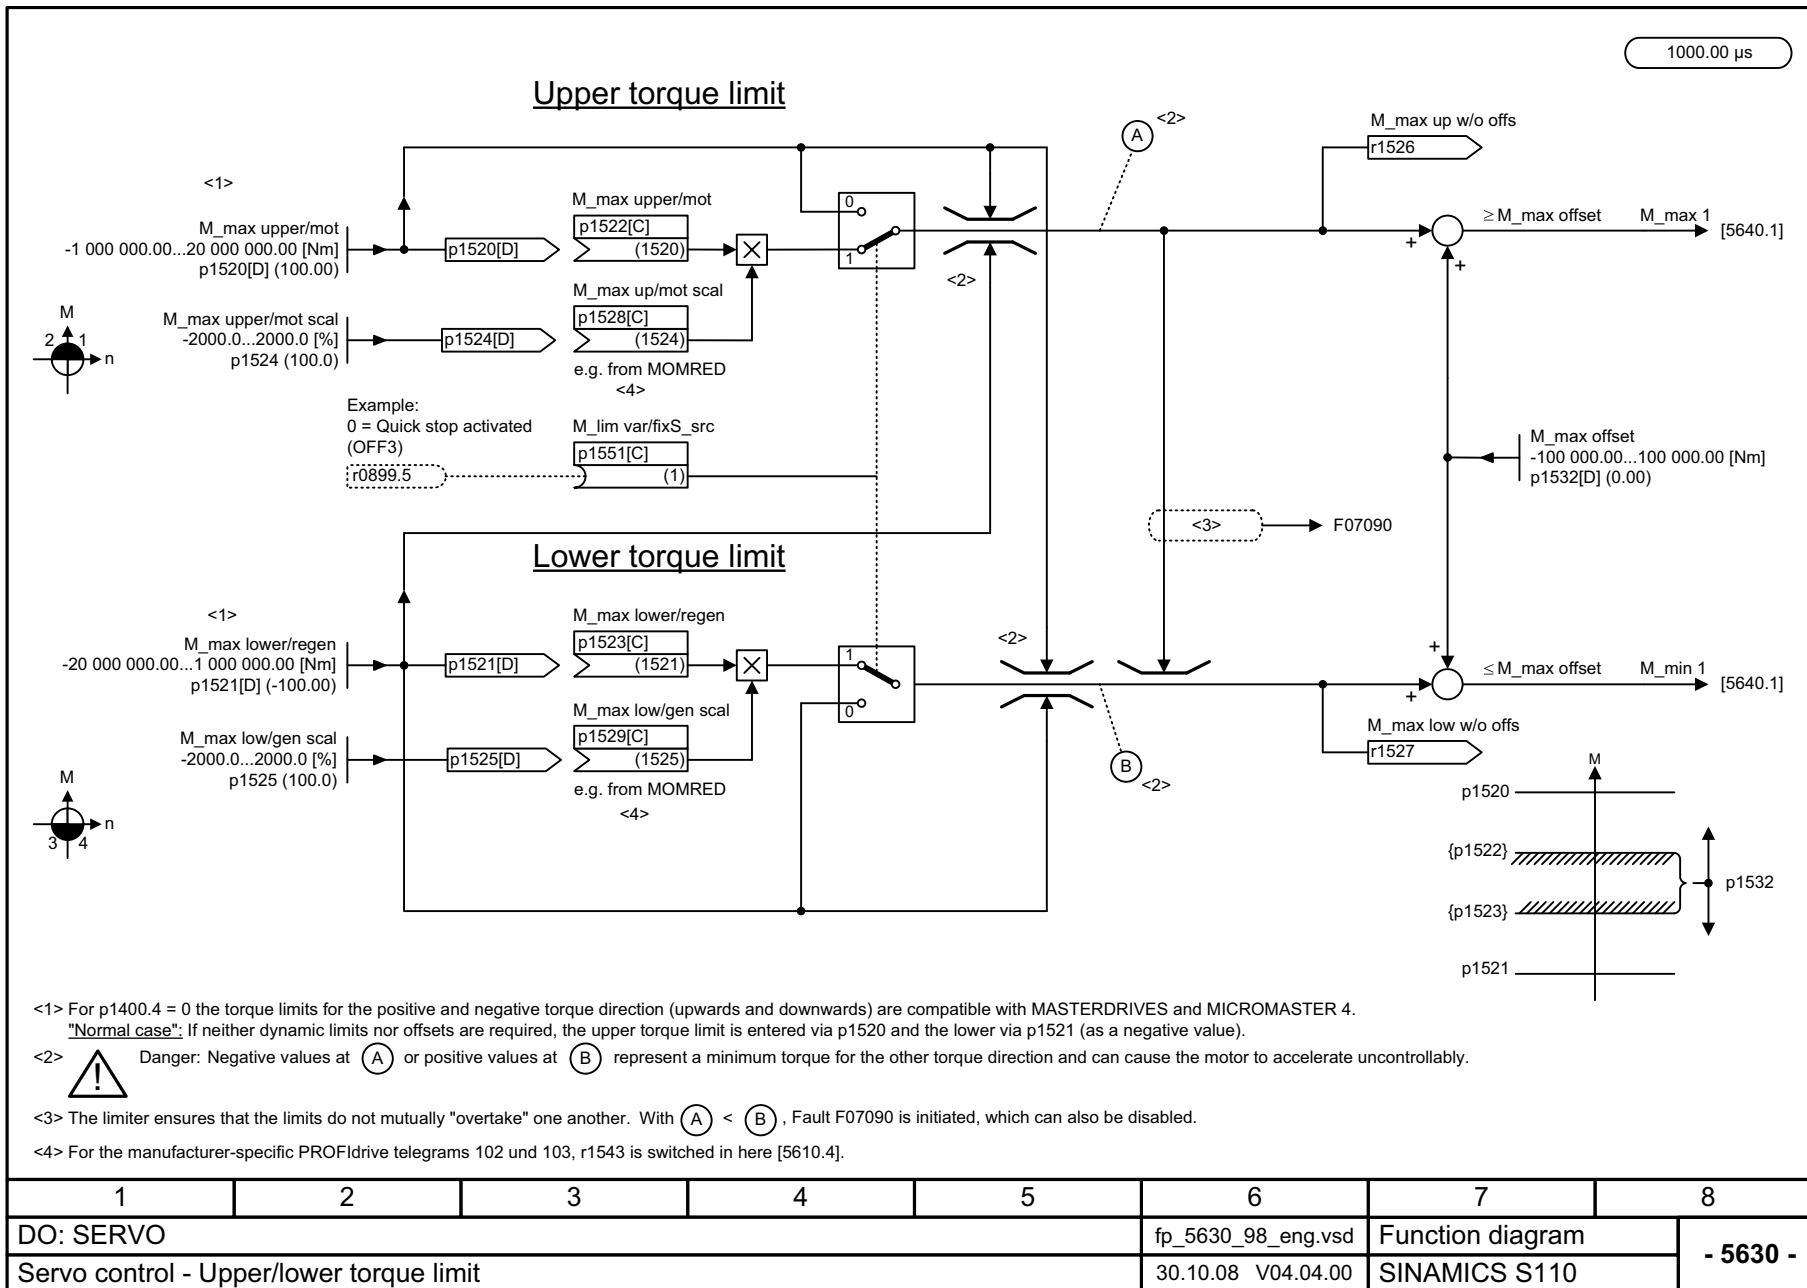 1000.00 µs
Upper torque limit
<1>
M_max upper/mot
-1 000 000.00...20 000 000.00 [Nm]
p1520[D] (100.00)
p1520[D]
M_max upper/mot
p1522[C]
(1520)
0
1
<2>
A
<2>
M_max up w/o offs
r1526
+
+
≥ M_max offset
M_max 1
[5640.1]
M
2 1
n
M_max upper/mot scal
-2000.0...2000.0 [%]
p1524 (100.0)
p1524[D]
M_max up/mot scal
p1528[C]
(1524)
e.g. from MOMRED
<4>
Example:
0 = Quick stop activated
(OFF3)
r0899.5
M_lim var/fixS_src
p1551[C]
(1)
M_max offset
-100 000.00...100 000.00 [Nm]
p1532[D] (0.00)
<3>
F07090
Lower torque limit
<1>
M_max lower/regen
-20 000 000.00...1 000 000.00 [Nm]
p1521[D] (-100.00)
p1521[D]
M_max lower/regen
p1523[C]
(1521)
1
0
<2>
+
+
≤ M_max offset
M_min 1
[5640.1]
M_max low/gen scal
-2000.0...2000.0 [%]
p1525 (100.0)
p1525[D]
M_max low/gen scal
p1529[C]
(1525)
e.g. from MOMRED
<4>
B
<2>
M_max low w/o offs
r1527
M
n
3 4
M
p1520
{p1522}
p1532
{p1523}
p1521
<1> For p1400.4 = 0 the torque limits for the positive and negative torque direction (upwards and downwards) are compatible with MASTERDRIVES and MICROMASTER 4.
"Normal case": If neither dynamic limits nor offsets are required, the upper torque limit is entered via p1520 and the lower via p1521 (as a negative value).
<2> ! Danger: Negative values at A or positive values at B represent a minimum torque for the other torque direction and can cause the motor to accelerate uncontrollably.
<3> The limiter ensures that the limits do not mutually "overtake" one another. With A < B , Fault F07090 is initiated, which can also be disabled.
<4> For the manufacturer-specific PROFIdrive telegrams 102 und 103, r1543 is switched in here [5610.4].
1 2 3 4 5 6 7 8
DO: SERVO
fp_5630_98_eng.vsd
Function diagram
- 5630 -
Servo control - Upper/lower torque limit
30.10.08 V04.04.00
SINAMICS S110